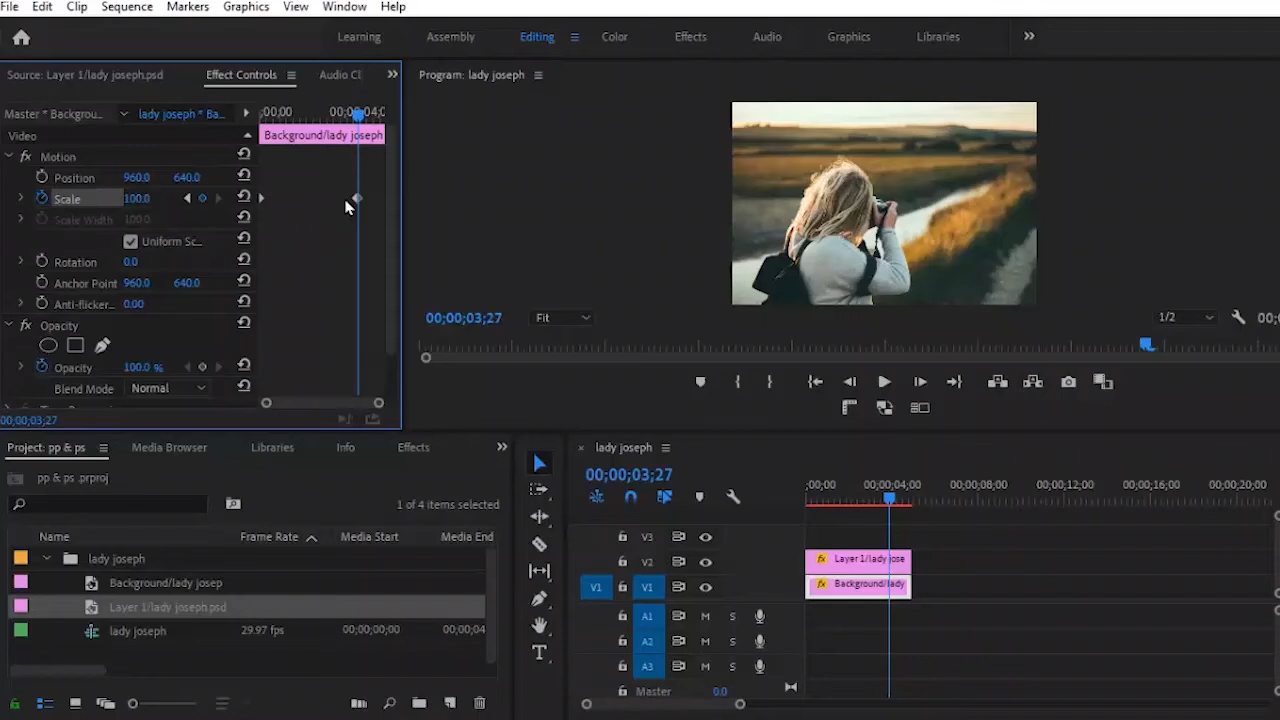 File Edit Clip Sequence Markers Graphics View Window Help
Learning Assembly Editing Color Effects Audio Graphics Libraries
Source: Layer 1/lady joseph.psd Effect Controls Audio Cl
Program: lady joseph
Master * Backgrou... lady joseph * Ba... ;00;00 00;00;04;0
Video Background/lady joseph
fx Motion
Position 960.0 640.0
Scale 100.0
Scale Width 100.0
Uniform Sc...
Rotation 0.0
Anchor Point 960.0 640.0
Anti-flicker... 0.00
fx Opacity
Opacity 100.0 %
Blend Mode Normal
00;00;03;27
00;00;03;27 Fit 1/2 00;
Project: pp & ps Media Browser Libraries Info Effects
pp & ps .prproj
1 of 4 items selected
Name Frame Rate Media Start Media End
lady joseph
Background/lady josep
Layer 1/lady joseph.psd
lady joseph 29.97 fps 00;00;00;00 00;00;04
lady joseph
00;00;03;27
;00;00 00;00;04;00 00;00;08;00 00;00;12;00 00;00;16;00 00;00;20;00
V3
V2 fx Layer 1/lady jose
V1 V1 fx Background/lady
A1 M S
A2 M S
A3 M S
Master 0.0